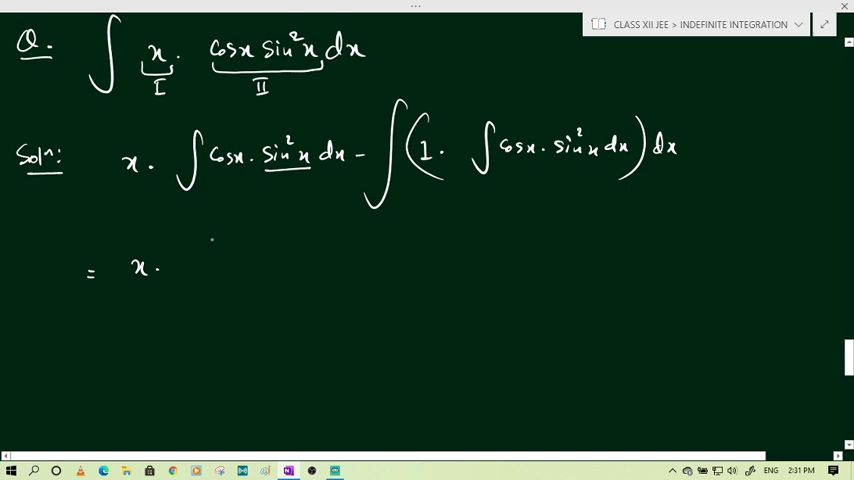 CLASS XII JEE > INDEFINITE INTEGRATION
Q. ∫ x · cosx sin²x dx
I II
Soln: x · ∫ cosx · sin²x dx - ∫ (1 · ∫ cosx · sin²x dx) dx
= x ·
ENG 2:31 PM